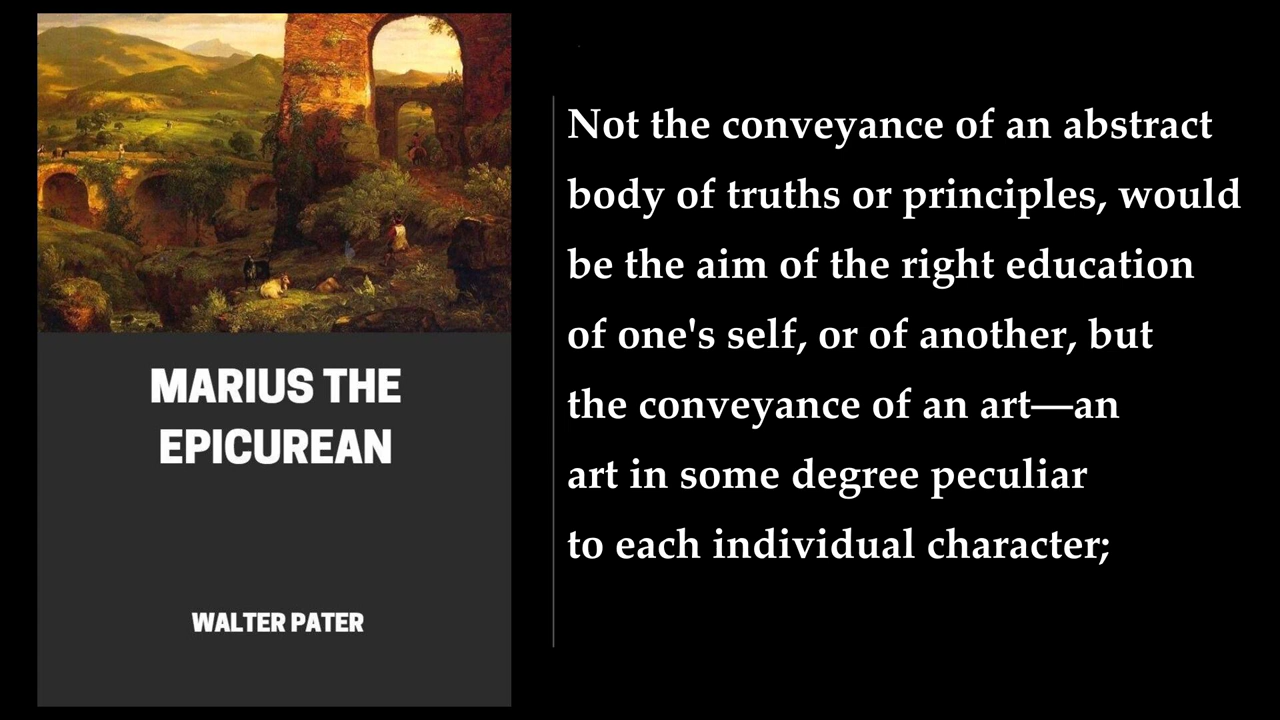 MARIUS THE
EPICUREAN
WALTER PATER
Not the conveyance of an abstract
body of truths or principles, would
be the aim of the right education
of one's self, or of another, but
the conveyance of an art—an
art in some degree peculiar
to each individual character;